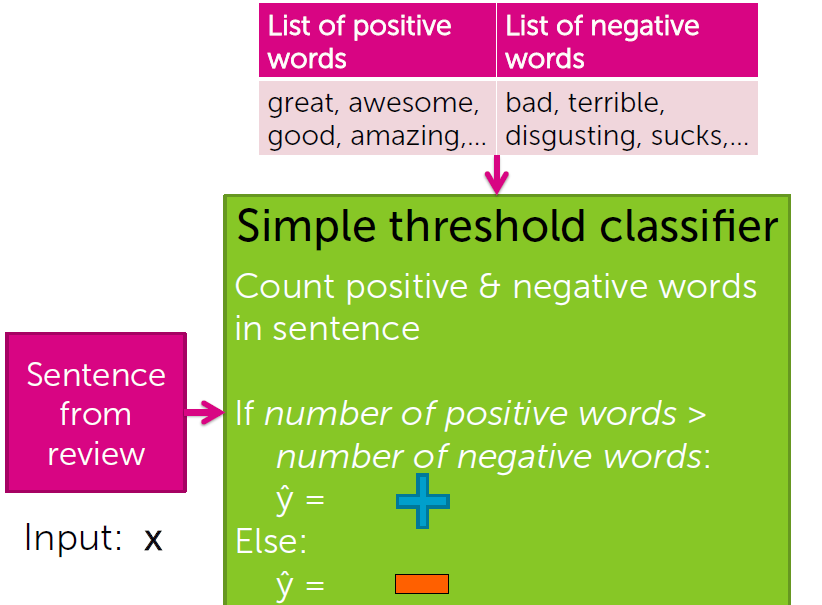 List of positive words
List of negative words
great, awesome, good, amazing,...
bad, terrible, disgusting, sucks,...
Simple threshold classifier
Count positive & negative words
in sentence
Sentence
from
review
Input: x
If number of positive words >
number of negative words:
ŷ =
Else:
ŷ =